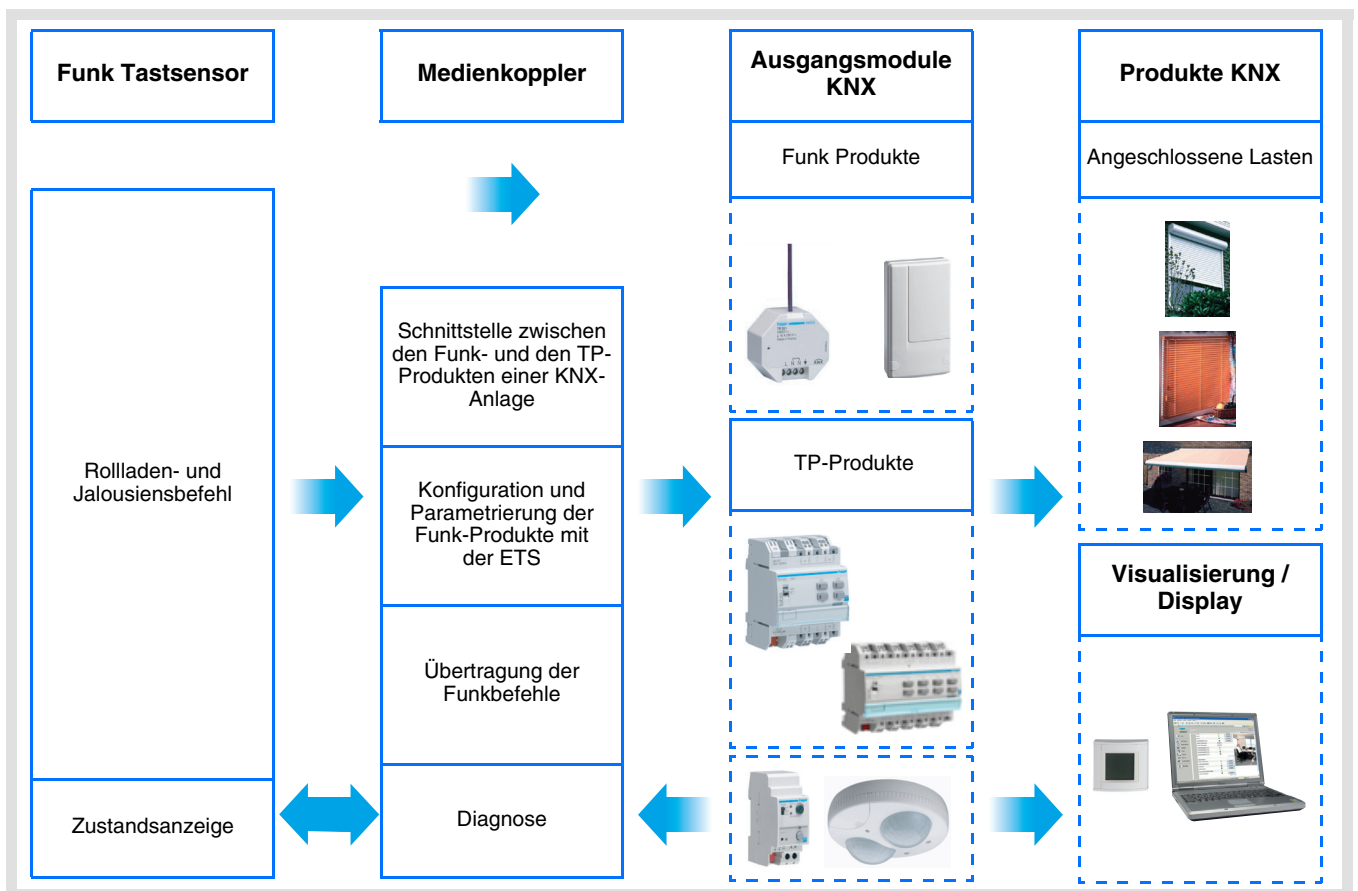 Funk Tastsensor
Medienkoppler
Ausgangsmodule
KNX
Produkte KNX
Funk Produkte
Angeschlossene Lasten
Schnittstelle zwischen
den Funk- und den TP-
Produkten einer KNX-
Anlage
Rollladen- und
Jalousiensbefehl
Konfiguration und
Parametrierung der
Funk-Produkte mit
der ETS
TP-Produkte
Visualisierung /
Display
Übertragung der
Funkbefehle
Zustandsanzeige
Diagnose